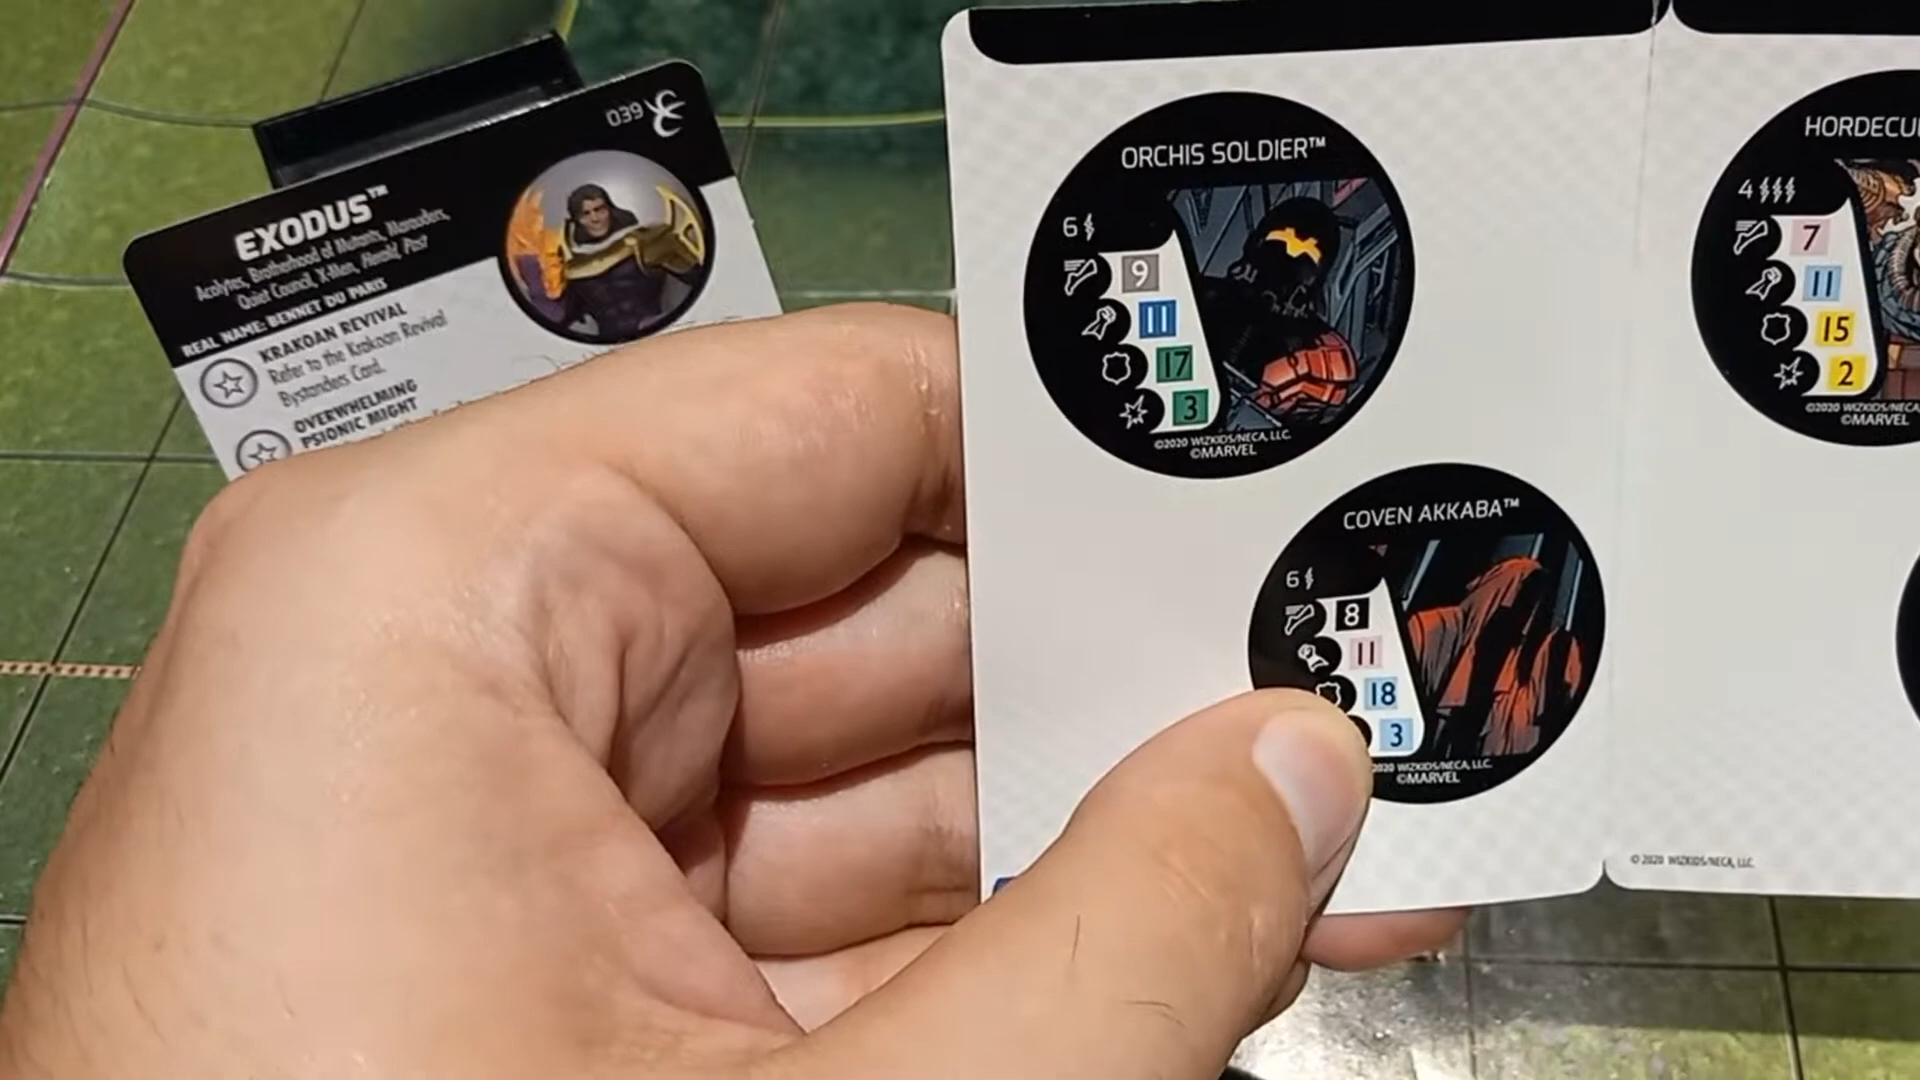 039
EXODUS™
Acolytes, Brotherhood of Mutants, Marauders,
Quiet Council, X-Men, Herald, Past
REAL NAME: BENNET DU PARIS
KRAKOAN REVIVAL
Refer to the Krakoan Revival
Bystanders Card.
OVERWHELMING
PSIONIC MIGHT
ORCHIS SOLDIER™
6
9
11
17
3
©2020 WIZKIDS/NECA, LLC.
©MARVEL
COVEN AKKABA™
6
8
11
18
3
2020 WIZKIDS/NECA, LLC.
©MARVEL
HORDECU
4
7
11
15
2
©2020 WIZKIDS/NECA
©MARVEL
© 2020 WIZKIDS/NECA, LLC.